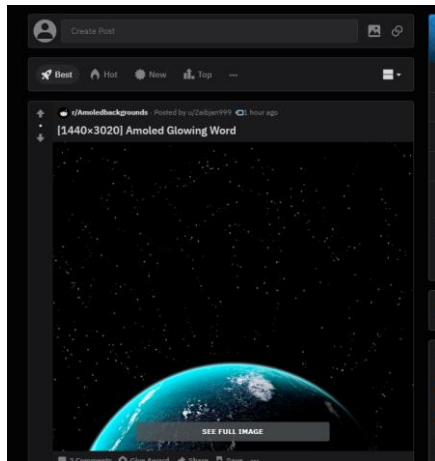 Create Post
Best Hot New Top ...
r/Amoledbackgrounds · Posted by u/Zaibjan999 1 hour ago
[1440×3020] Amoled Glowing Word
SEE FULL IMAGE
Comments Give Award Share Save ...